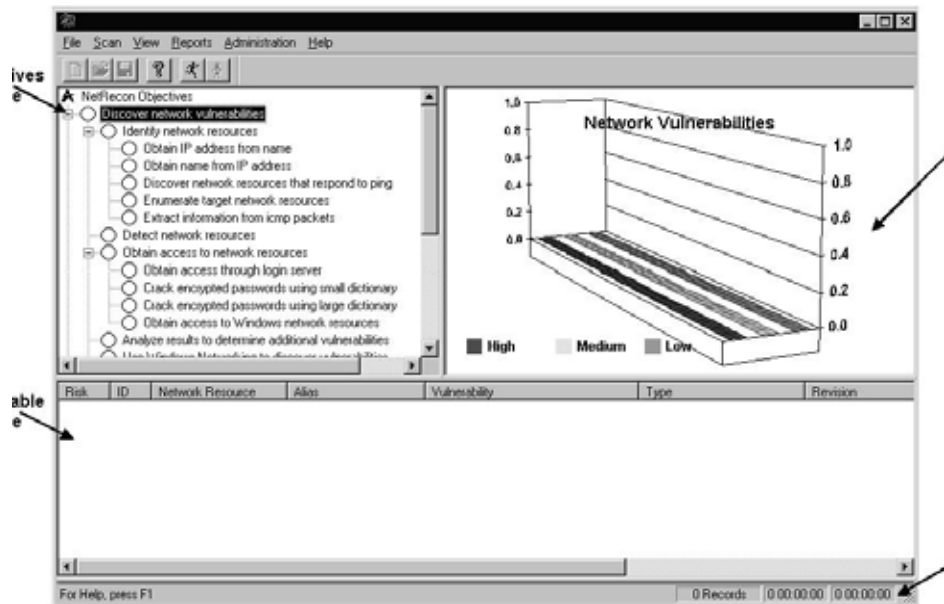 File Scan View Reports Administration Help
ives
e
NetRecon Objectives
Discover network vulnerabilities
Identify network resources
Obtain IP address from name
Obtain name from IP address
Discover network resources that respond to ping
Enumerate target network resources
Extract information from icmp packets
Detect network resources
Obtain access to network resources
Obtain access through login server
Crack encrypted passwords using small dictionary
Crack encrypted passwords using large dictionary
Obtain access to Windows network resources
Analyze results to determine additional vulnerabilities
Use Windows Networking to discover vulnerabilities
Network Vulnerabilities
1.0
0.8
0.6
0.4
0.2
0.0
1.0
0.8
0.6
0.4
0.2
0.0
High Medium Low
able
e
Risk ID Network Resource Alias Vulnerability Type Revision
For Help, press F1 0 Records 0 00:00:00 0 00:00:00